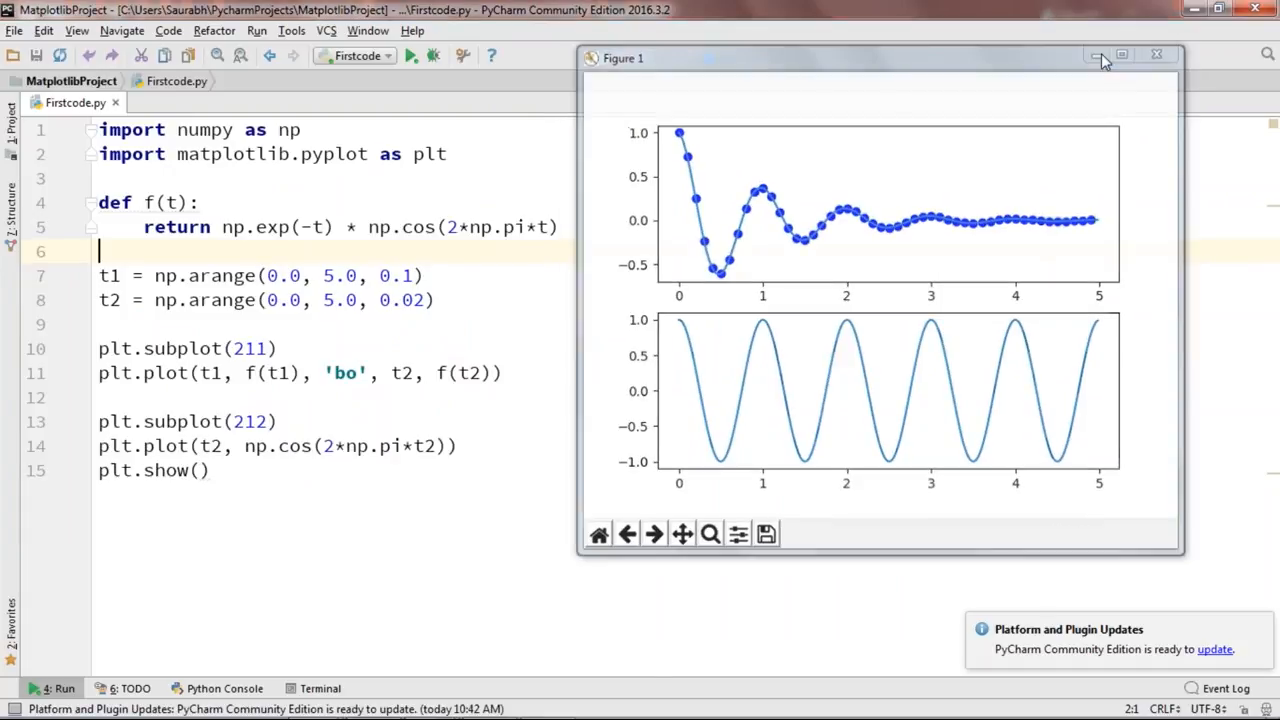 MatplotlibProject - [C:\Users\Saurabh\PycharmProjects\MatplotlibProject] - ...\Firstcode.py - PyCharm Community Edition 2016.3.2
File Edit View Navigate Code Refactor Run Tools VCS Window Help
Firstcode
MatplotlibProject Firstcode.py
Firstcode.py
1: Project
7: Structure
2: Favorites
1 import numpy as np
2 import matplotlib.pyplot as plt
3
4 def f(t):
5 return np.exp(-t) * np.cos(2*np.pi*t)
6
7 t1 = np.arange(0.0, 5.0, 0.1)
8 t2 = np.arange(0.0, 5.0, 0.02)
9
10 plt.subplot(211)
11 plt.plot(t1, f(t1), 'bo', t2, f(t2))
12
13 plt.subplot(212)
14 plt.plot(t2, np.cos(2*np.pi*t2))
15 plt.show()
Figure 1
1.0
0.5
0.0
−0.5
0 1 2 3 4 5
1.0
0.5
0.0
−0.5
−1.0
0 1 2 3 4 5
Platform and Plugin Updates
PyCharm Community Edition is ready to update.
4: Run 6: TODO Python Console Terminal Event Log
Platform and Plugin Updates: PyCharm Community Edition is ready to update. (today 10:42 AM) 2:1 CRLF÷ UTF-8÷